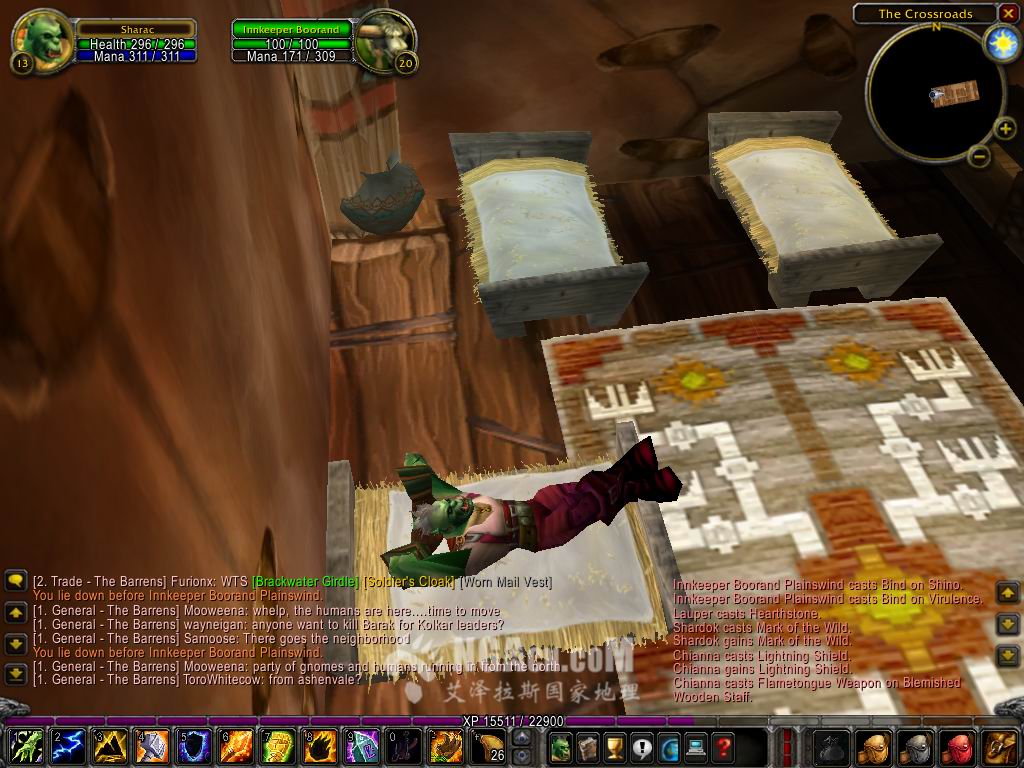 Sharac
Health 296 / 296
Mana 311 / 311
13
Innkeeper Boorand
100 / 100
Mana 171 / 309
20
The Crossroads
N
[2. Trade - The Barrens] Furionx: WTS [Brackwater Girdle] [Soldier's Cloak] [Worn Mail Vest]
You lie down before Innkeeper Boorand Plainswind.
[1. General - The Barrens] Mooweena: whelp, the humans are here....time to move
[1. General - The Barrens] wayneigan: anyone want to kill Barak for Kolkar leaders?
[1. General - The Barrens] Samoose: There goes the neighborhood
You lie down before Innkeeper Boorand Plainswind.
[1. General - The Barrens] Mooweena: party of gnomes and humans running in from the north
[1. General - The Barrens] ToroWhitecow: from ashenvale?
Innkeeper Boorand Plainswind casts Bind on Shino.
Innkeeper Boorand Plainswind casts Bind on Virulence.
Lauper casts Hearthstone.
Shardok casts Mark of the Wild.
Shardok gains Mark of the Wild.
Chianna casts Lightning Shield.
Chianna gains Lightning Shield.
Chianna casts Flametongue Weapon on Blemished
Wooden Staff.
艾泽拉斯国家地理
XP 15511 / 22900
2 3 4 5 6 7 8 9
26